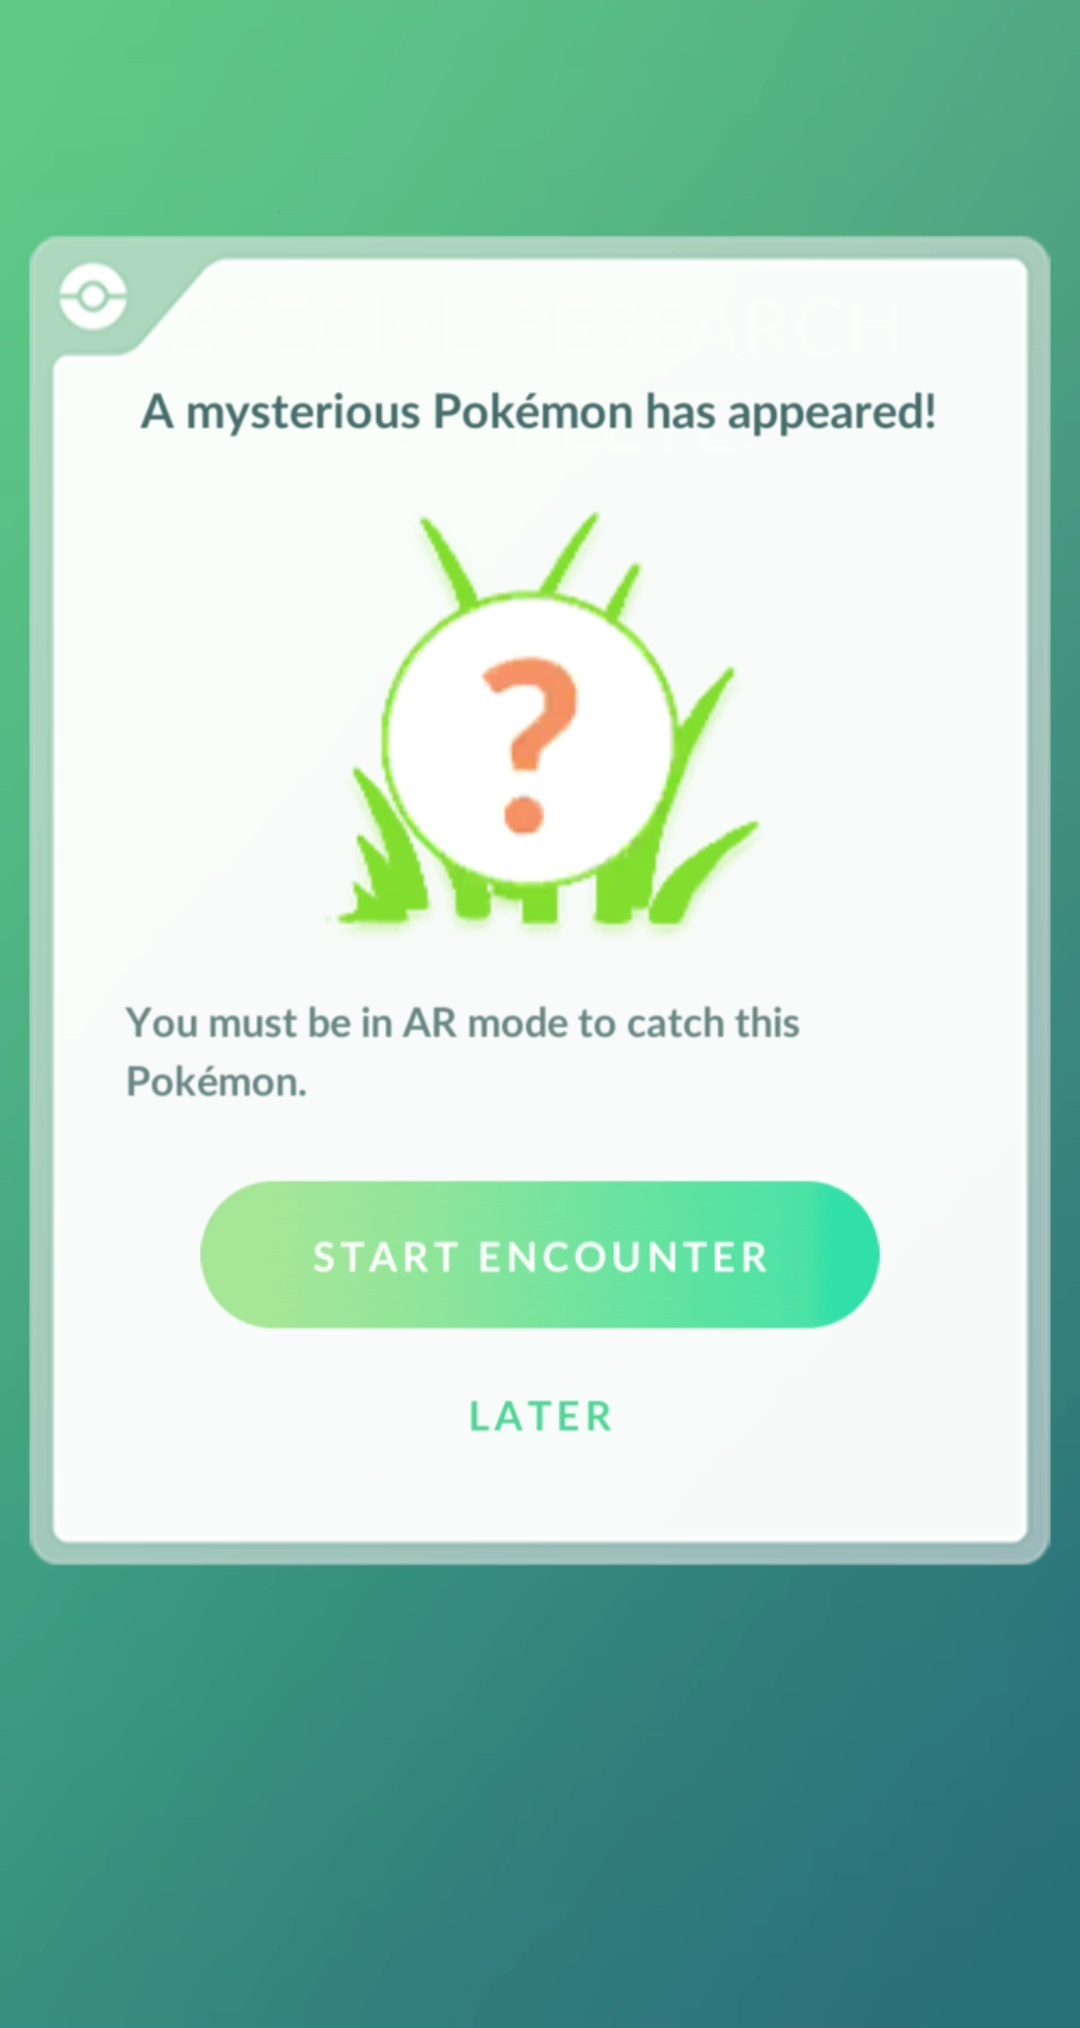 SPECIAL RESEARCH
A mysterious Pokémon has appeared!
?
You must be in AR mode to catch this
Pokémon.
START ENCOUNTER
LATER